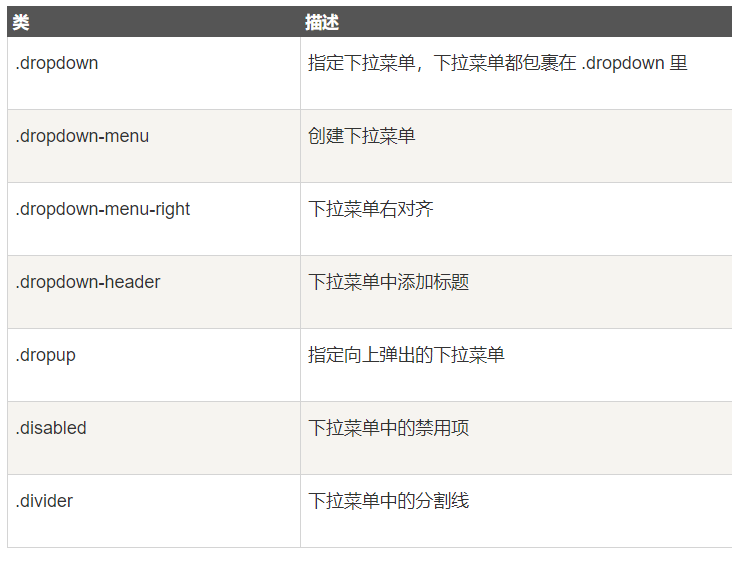 类 描述
.dropdown 指定下拉菜单，下拉菜单都包裹在 .dropdown 里
.dropdown-menu 创建下拉菜单
.dropdown-menu-right 下拉菜单右对齐
.dropdown-header 下拉菜单中添加标题
.dropup 指定向上弹出的下拉菜单
.disabled 下拉菜单中的禁用项
.divider 下拉菜单中的分割线